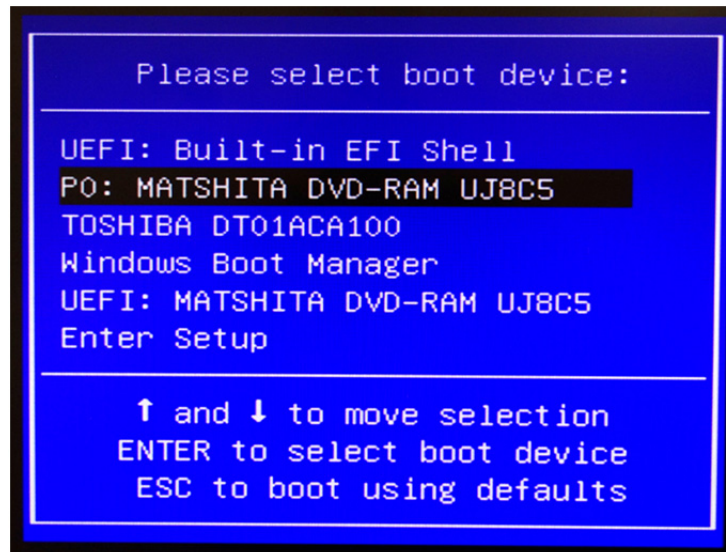 Please select boot device:
UEFI: Built-in EFI Shell
PO: MATSHITA DVD-RAM UJ8C5
TOSHIBA DT01ACA100
Windows Boot Manager
UEFI: MATSHITA DVD-RAM UJ8C5
Enter Setup
↑ and ↓ to move selection
ENTER to select boot device
ESC to boot using defaults